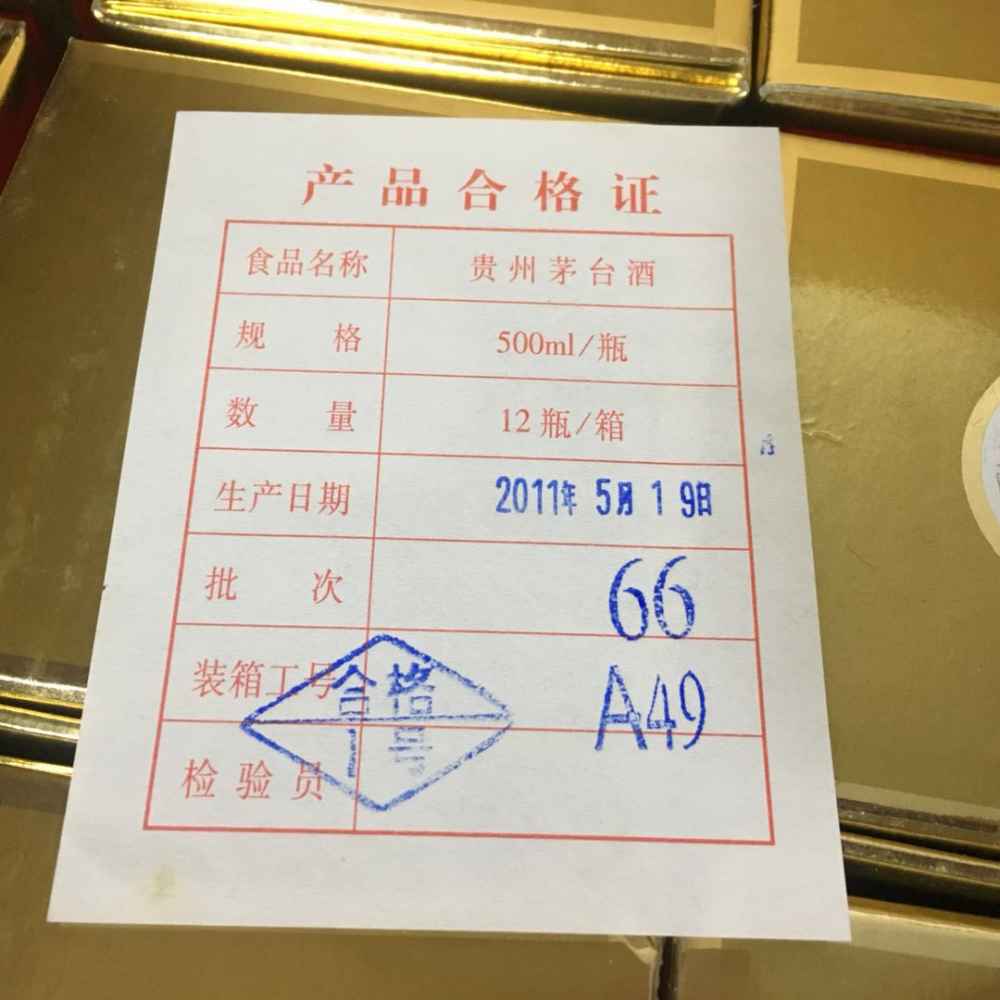 产品合格证
食品名称 贵州茅台酒
规格 500ml/瓶
数量 12瓶/箱
生产日期 2011年5月19日
批次 66
装箱工号 A49
合格
1号
检验员